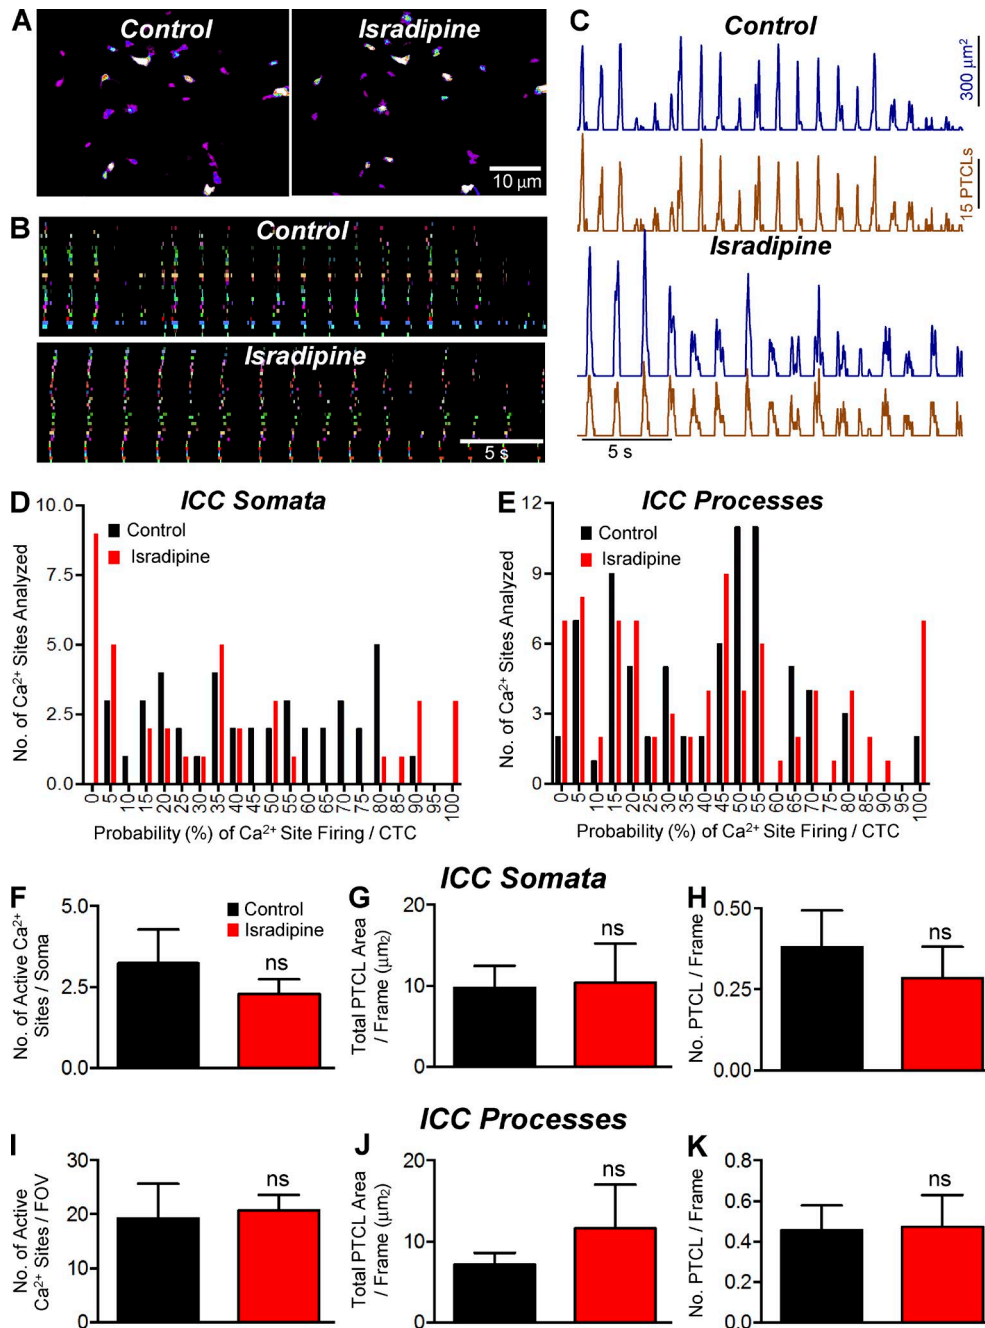 A
Control
Isradipine
10 µm
B
Control
Isradipine
5 s
C
Control
300 µm²
15 PTCLs
Isradipine
5 s
D
ICC Somata
No. of Ca²⁺ Sites Analyzed
10.0
7.5
5.0
2.5
0.0
Control
Isradipine
0 5 10 15 20 25 30 35 40 45 50 55 60 65 70 75 80 85 90 95 100
Probability (%) of Ca²⁺ Site Firing / CTC
E
ICC Processes
No. of Ca²⁺ Sites Analyzed
12
9
6
3
0
Control
Isradipine
0 5 10 15 20 25 30 35 40 45 50 55 60 65 70 75 80 85 90 95 100
Probability (%) of Ca²⁺ Site Firing / CTC
ICC Somata
F
No. of Active Ca²⁺
Sites / Soma
5.0
2.5
0.0
Control
Isradipine
ns
G
Total PTCL Area
/ Frame (µm₂)
20
10
0
ns
H
No. PTCL / Frame
0.50
0.25
0.00
ns
ICC Processes
I
No. of Active
Ca²⁺ Sites / FOV
30
20
10
0
ns
J
Total PTCL Area
/ Frame (µm₂)
20
10
0
ns
K
No. PTCL / Frame
0.8
0.6
0.4
0.2
0.0
ns